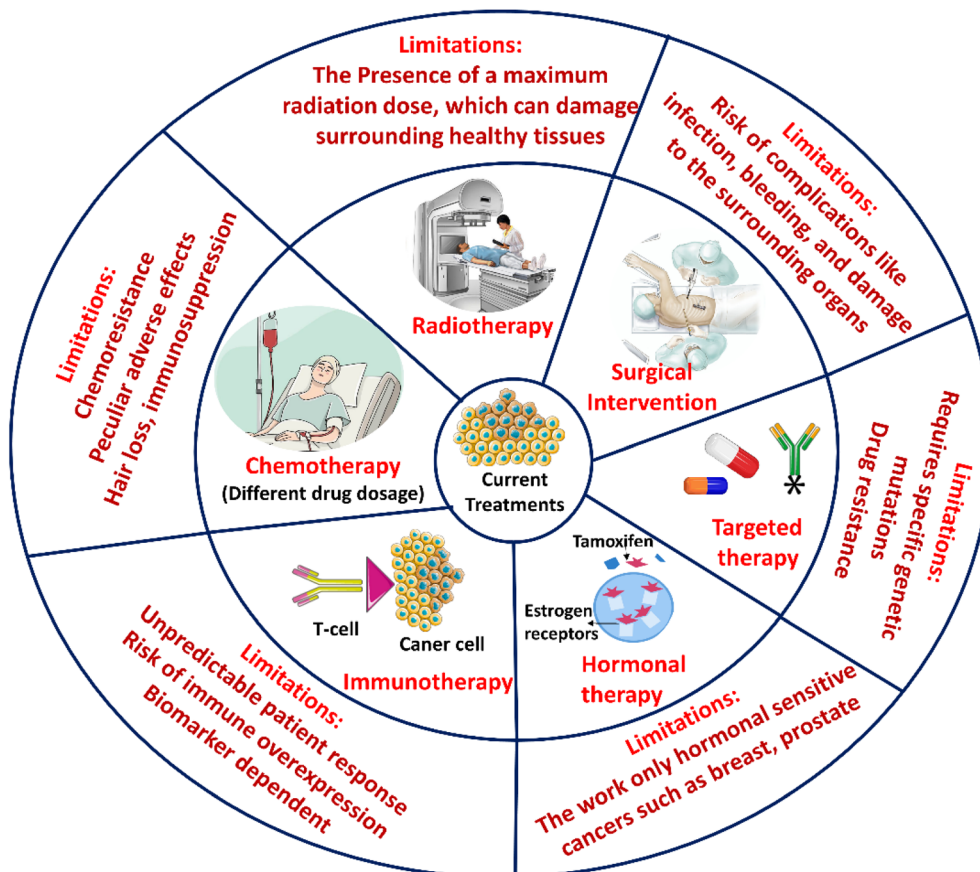 Limitations:
The Presence of a maximum
radiation dose, which can damage
surrounding healthy tissues
Radiotherapy
Limitations:
Risk of complications like
infection, bleeding, and damage
to the surrounding organs
Surgical
Intervention
Limitations:
Requires specific genetic
mutations
Drug resistance
Targeted
therapy
Limitations:
The work only hormonal sensitive
cancers such as breast, prostate
Tamoxifen
Estrogen
receptors
Hormonal
therapy
Limitations:
Unpredictable patient response
Risk of immune overexpression
Biomarker dependent
T-cell
Caner cell
Immunotherapy
Limitations:
Chemoresistance
Peculiar adverse effects
Hair loss, immunosuppression
Chemotherapy
(Different drug dosage)
Current
Treatments